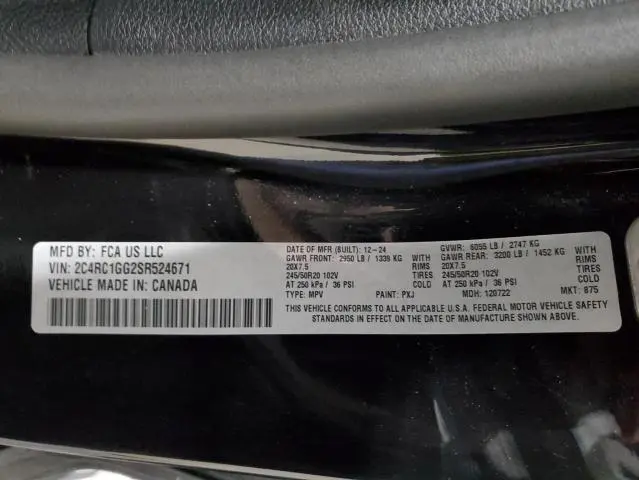 MFD BY: FCA US LLC
VIN: 2C4RC1GG2SR524671
VEHICLE MADE IN: CANADA
DATE OF MFR (BUILT): 12-24
GAWR FRONT: 2950 LB / 1339 KG WITH
20X7.5 RIMS
245/50R20 102V TIRES
AT 250 kPa / 36 PSI COLD
TYPE: MPV PAINT: PXJ
GVWR: 6055 LB / 2747 KG
GAWR REAR: 3200 LB / 1452 KG WITH
20X7.5 RIMS
245/50R20 102V TIRES
AT 250 kPa / 36 PSI COLD
MDH: 120722 MKT: 875
THIS VEHICLE CONFORMS TO ALL APPLICABLE U.S.A. FEDERAL MOTOR VEHICLE SAFETY
STANDARDS IN EFFECT ON THE DATE OF MANUFACTURE SHOWN ABOVE.